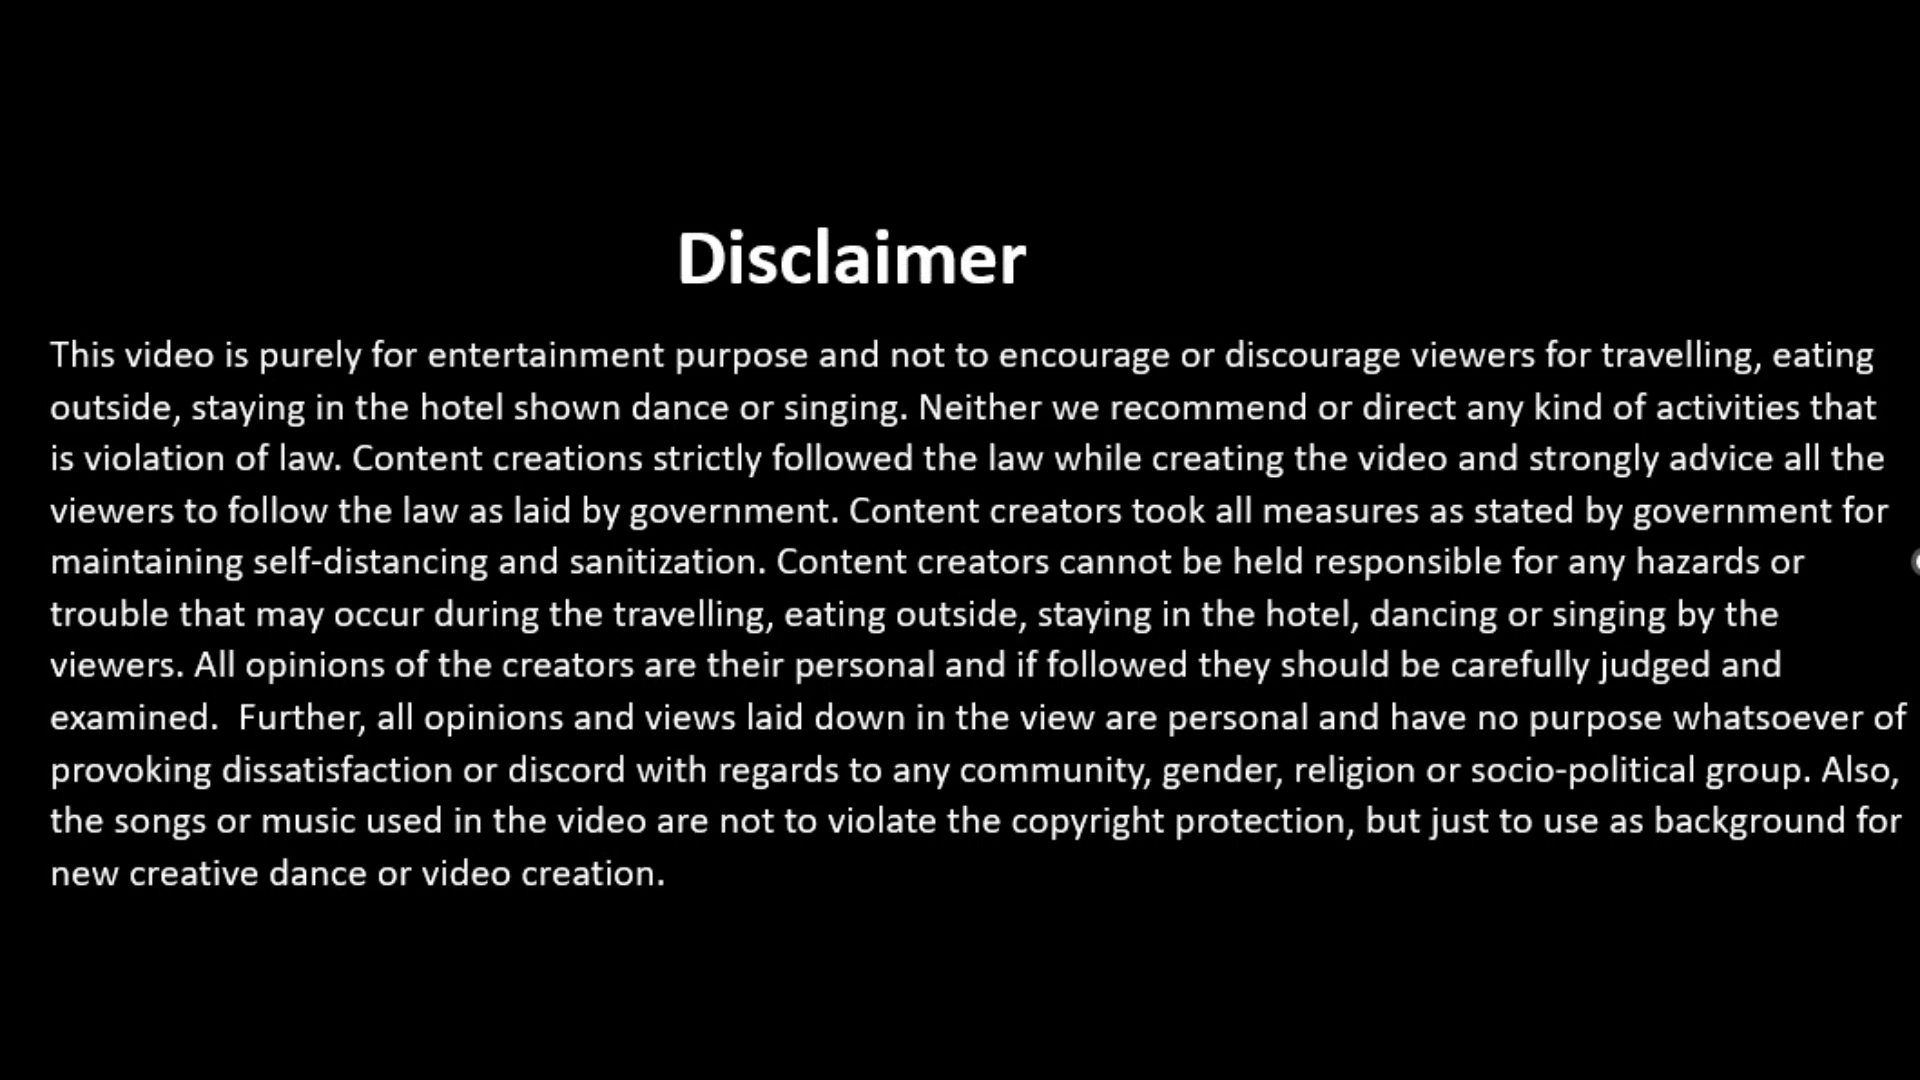 Disclaimer
This video is purely for entertainment purpose and not to encourage or discourage viewers for travelling, eating
outside, staying in the hotel shown dance or singing. Neither we recommend or direct any kind of activities that
is violation of law. Content creations strictly followed the law while creating the video and strongly advice all the
viewers to follow the law as laid by government. Content creators took all measures as stated by government for
maintaining self-distancing and sanitization. Content creators cannot be held responsible for any hazards or
trouble that may occur during the travelling, eating outside, staying in the hotel, dancing or singing by the
viewers. All opinions of the creators are their personal and if followed they should be carefully judged and
examined.  Further, all opinions and views laid down in the view are personal and have no purpose whatsoever of
provoking dissatisfaction or discord with regards to any community, gender, religion or socio-political group. Also,
the songs or music used in the video are not to violate the copyright protection, but just to use as background for
new creative dance or video creation.